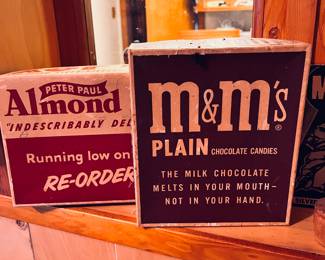 PETER PAUL
Almond
"INDESCRIBABLY DEL
Running low on
RE-ORDER
m&m's®
PLAIN CHOCOLATE CANDIES
THE MILK CHOCOLATE
MELTS IN YOUR MOUTH—
NOT IN YOUR HAND.
M
SILVE